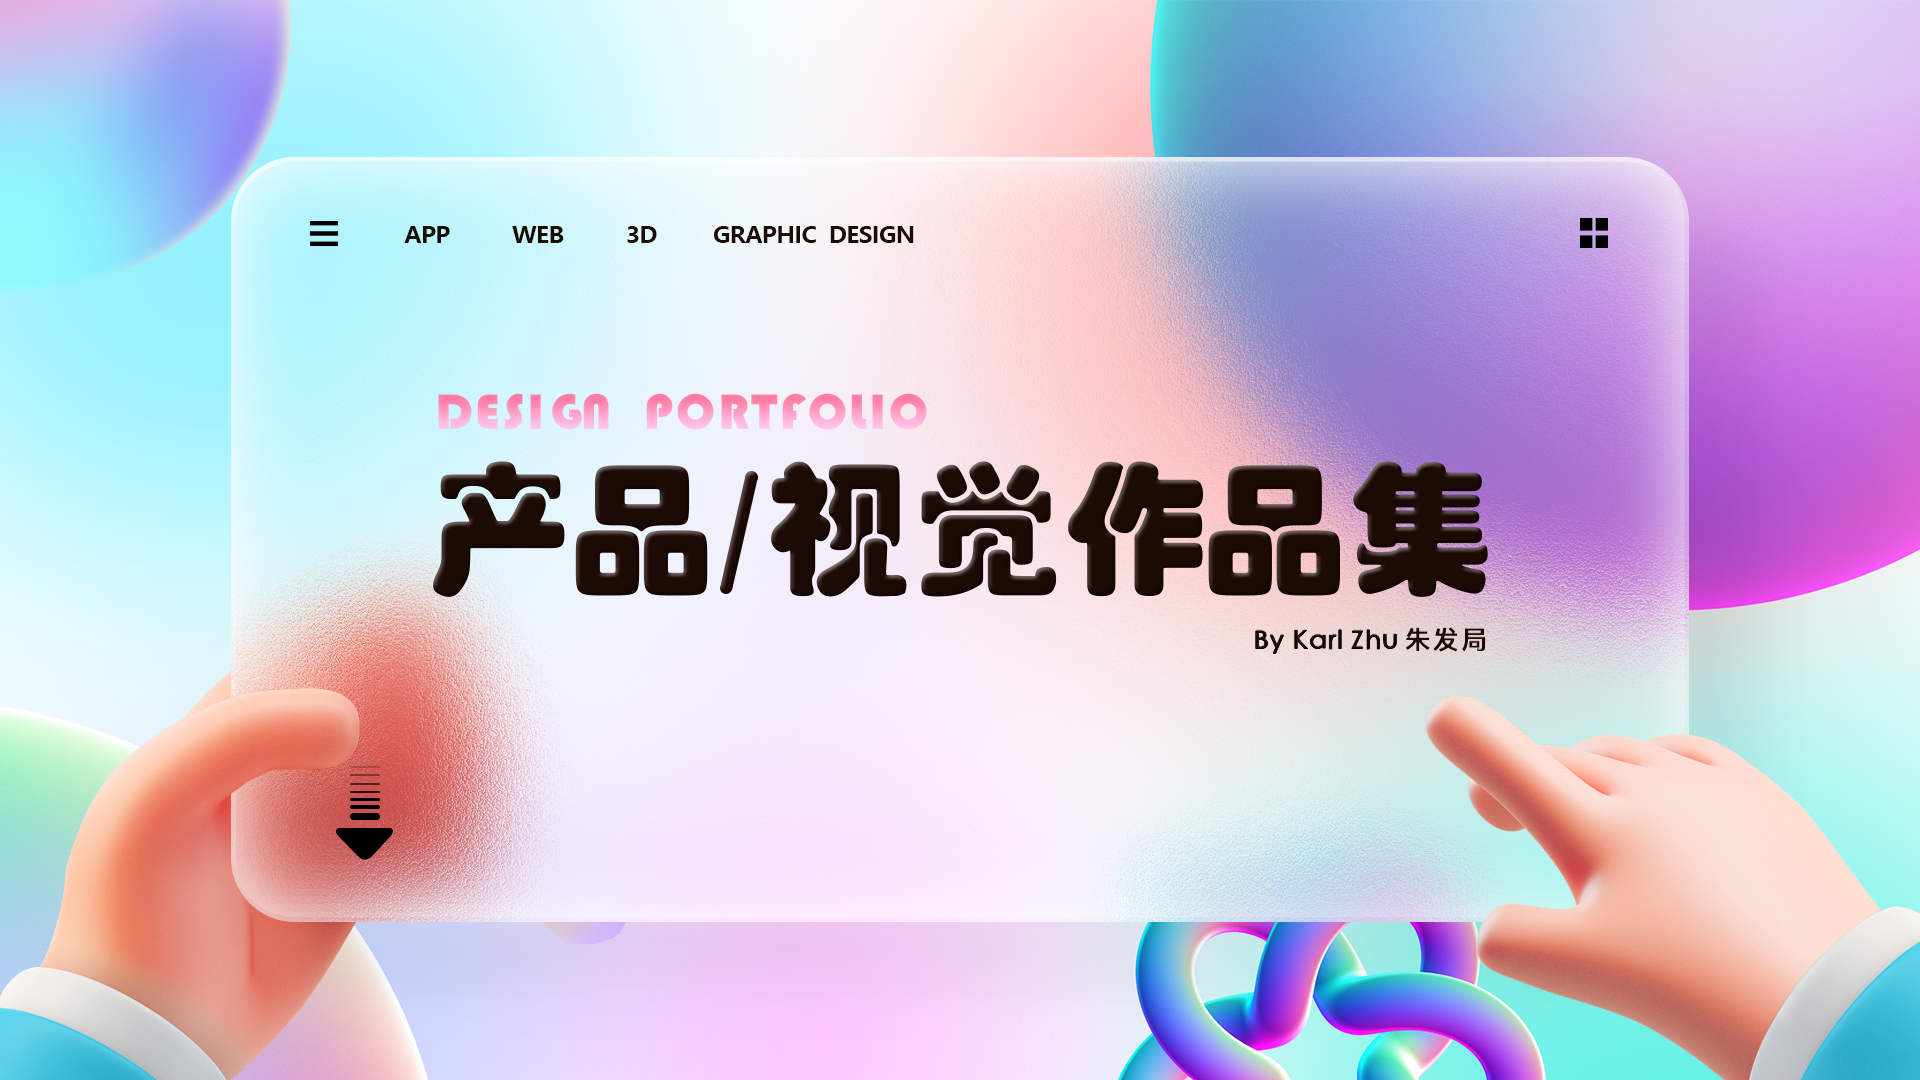 APP WEB 3D GRAPHIC DESIGN
DESIGN PORTFOLIO
产品/视觉作品集
By Karl Zhu 朱发局